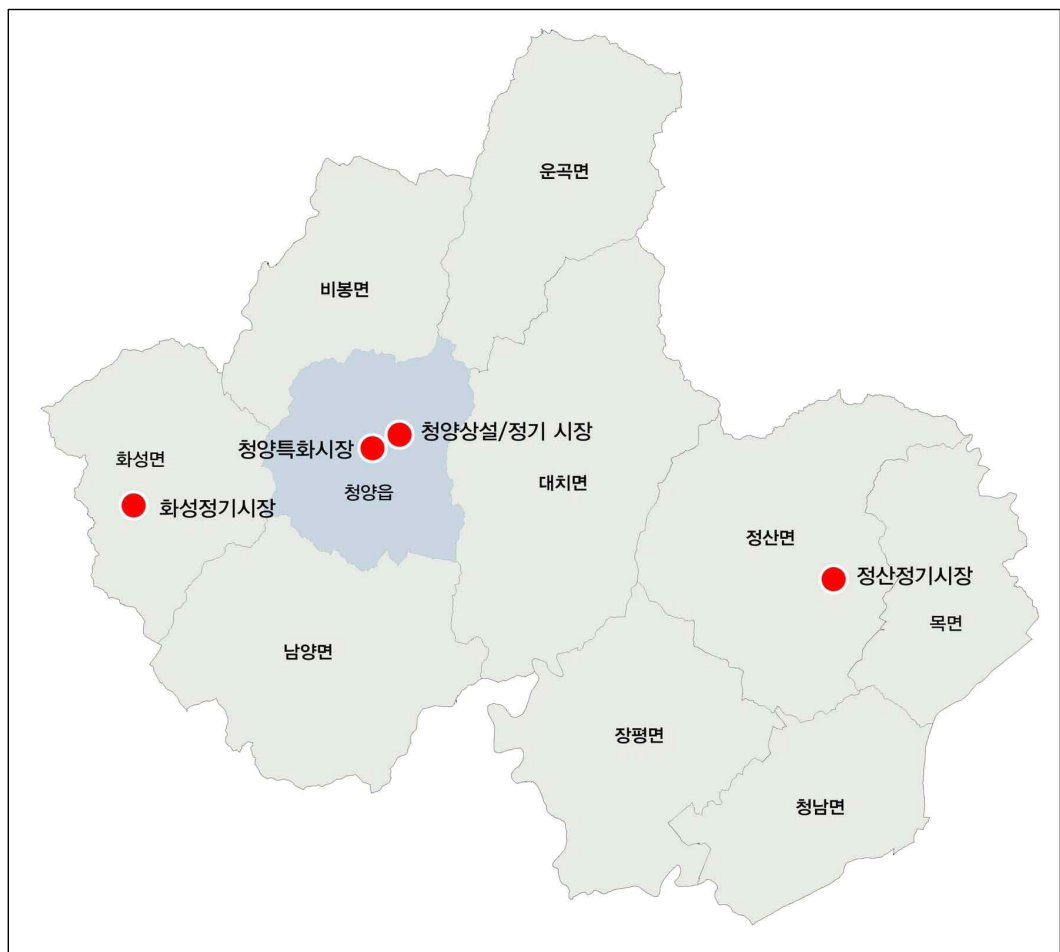 운곡면
비봉면
청양상설/정기 시장
청양특화시장
화성면
대치면
청양읍
화성정기시장
정산면
정산정기시장
목면
남양면
장평면
청남면